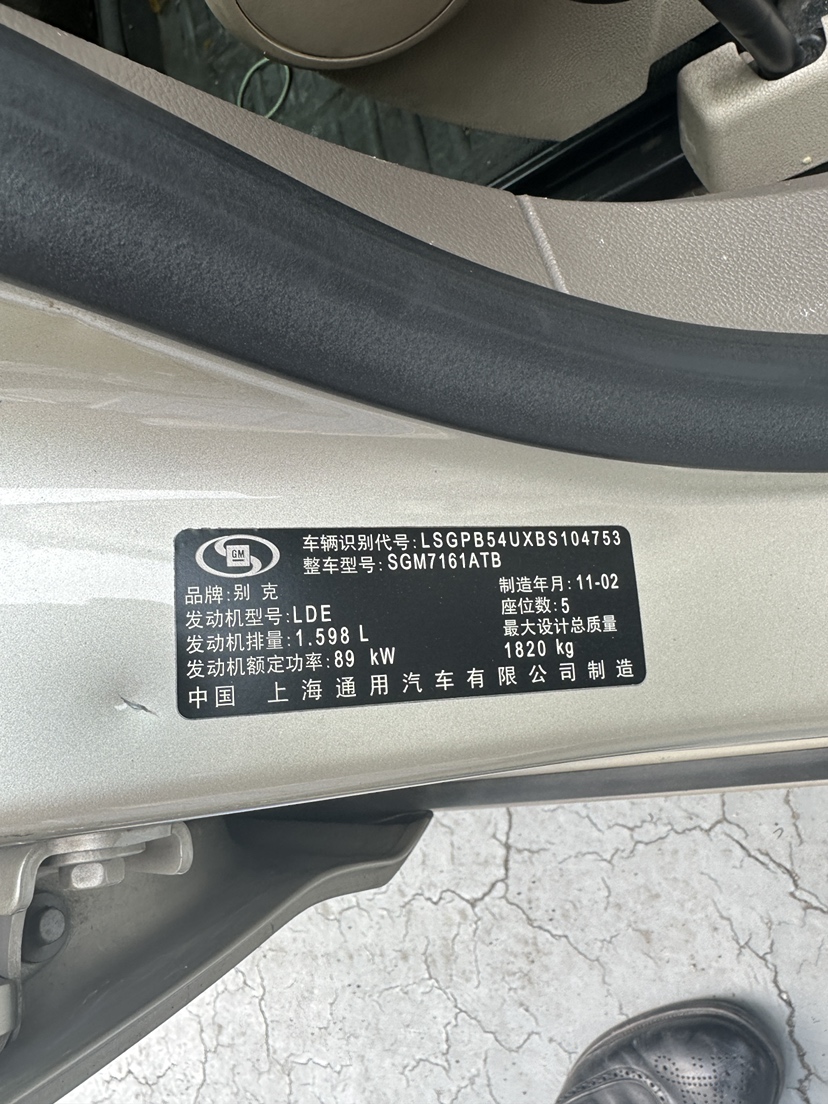 GM
车辆识别代号:LSGPB54UXBS104753
整车型号:SGM7161ATB
品牌:别 克
制造年月:11-02
发动机型号:LDE
座位数:5
发动机排量:1.598 L
最大设计总质量
发动机额定功率:89 kW
1820 kg
中国 上海通用汽车有限公司制造